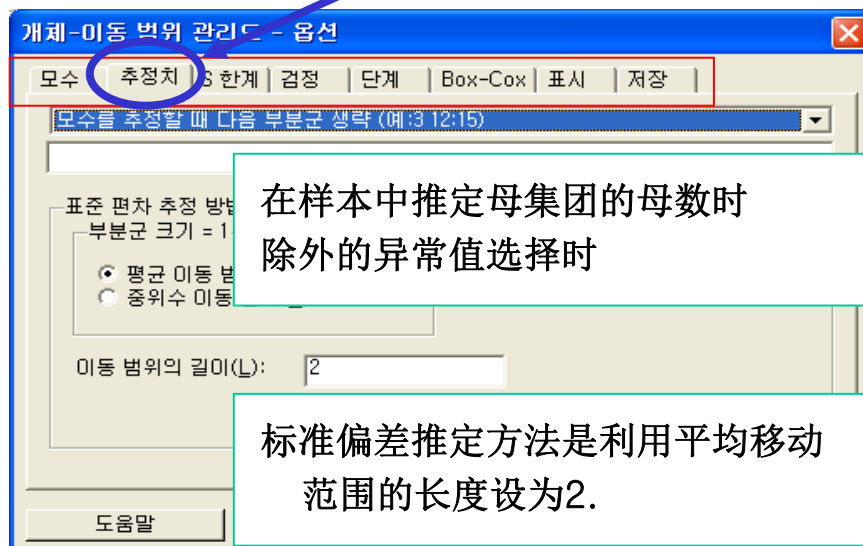 개체-이동 범위 관리도 - 옵션
모수 추정치 S 한계 검정 단계 Box-Cox 표시 저장
모수를 추정할 때 다음 부분군 생략 (예:3 12:15)
在样本中推定母集团的母数时
除外的异常值选择时
표준 편차 추정 방법
부분군 크기 = 1
평균 이동 범
중위수 이동
이동 범위의 길이(L): 2
标准偏差推定方法是利用平均移动
范围的长度设为2.
도움말